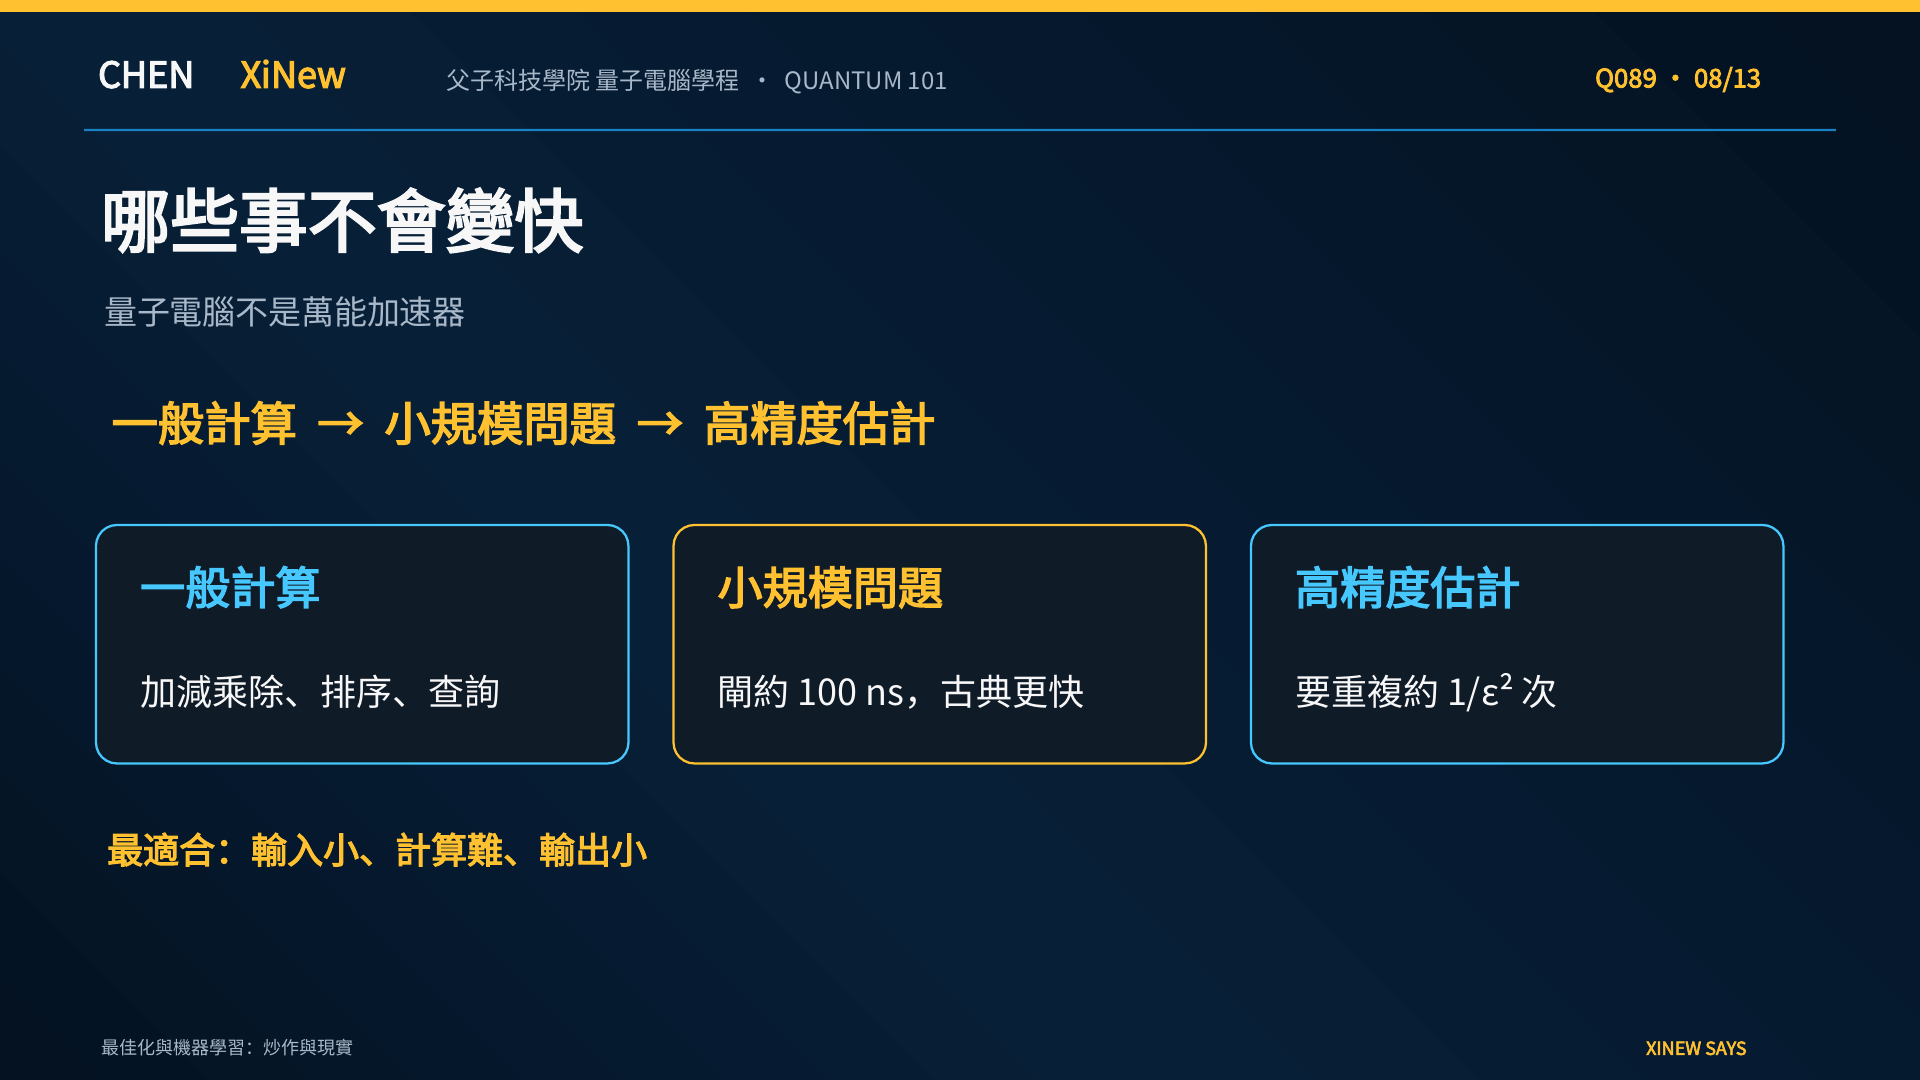 CHEN XiNew 父子科技學院 量子電腦學程 · QUANTUM 101 Q089 · 08/13
哪些事不會變快
量子電腦不是萬能加速器
一般計算 → 小規模問題 → 高精度估計
一般計算
加減乘除、排序、查詢
小規模問題
閘約 100 ns，古典更快
高精度估計
要重複約 1/ε² 次
最適合：輸入小、計算難、輸出小
最佳化與機器學習：炒作與現實
XINEW SAYS